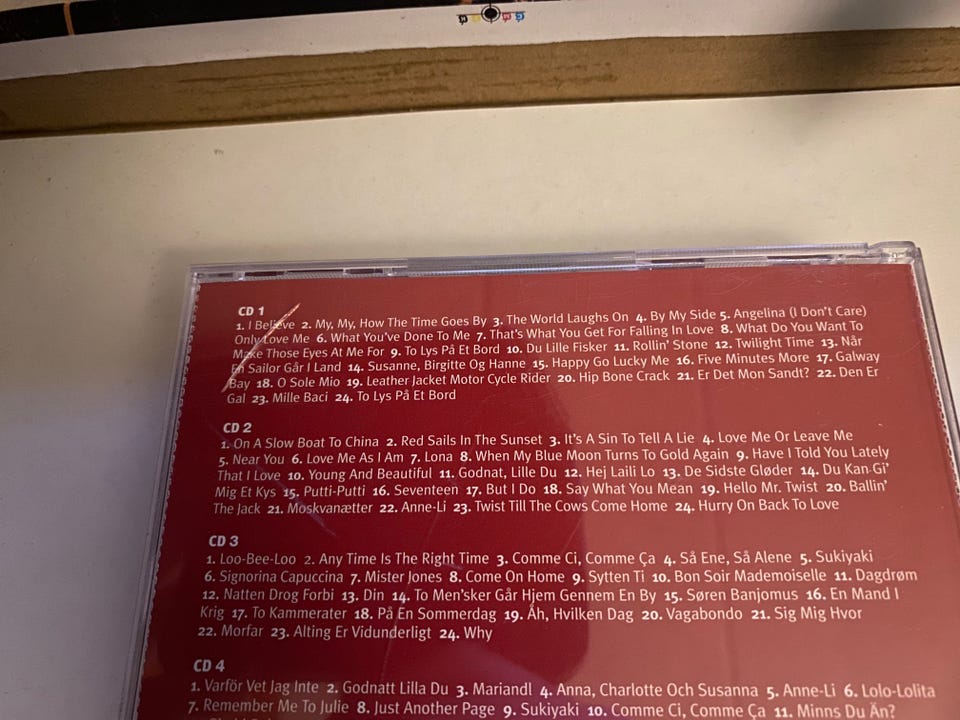 CD 1
1. I Believe 2. My, My, How The Time Goes By 3. The World Laughs On 4. By My Side 5. Angelina (I Don't Care)
Only Love Me 6. What You've Done To Me 7. That's What You Get For Falling In Love 8. What Do You Want To
Make Those Eyes At Me For 9. To Lys På Et Bord 10. Du Lille Fisker 11. Rollin' Stone 12. Twilight Time 13. Når
En Sailor Går I Land 14. Susanne, Birgitte Og Hanne 15. Happy Go Lucky Me 16. Five Minutes More 17. Galway
Bay 18. O Sole Mio 19. Leather Jacket Motor Cycle Rider 20. Hip Bone Crack 21. Er Det Mon Sandt? 22. Den Er
Gal 23. Mille Baci 24. To Lys På Et Bord
CD 2
1. On A Slow Boat To China 2. Red Sails In The Sunset 3. It's A Sin To Tell A Lie 4. Love Me Or Leave Me
5. Near You 6. Love Me As I Am 7. Lona 8. When My Blue Moon Turns To Gold Again 9. Have I Told You Lately
That I Love 10. Young And Beautiful 11. Godnat, Lille Du 12. Hej Laili Lo 13. De Sidste Gløder 14. Du Kan Gi'
Mig Et Kys 15. Putti-Putti 16. Seventeen 17. But I Do 18. Say What You Mean 19. Hello Mr. Twist 20. Ballin'
The Jack 21. Moskvanætter 22. Anne-Li 23. Twist Till The Cows Come Home 24. Hurry On Back To Love
CD 3
1. Loo-Bee-Loo 2. Any Time Is The Right Time 3. Comme Ci, Comme Ça 4. Så Ene, Så Alene 5. Sukiyaki
6. Signorina Capuccina 7. Mister Jones 8. Come On Home 9. Sytten Ti 10. Bon Soir Mademoiselle 11. Dagdrøm
12. Natten Drog Forbi 13. Din 14. To Men'sker Går Hjem Gennem En By 15. Søren Banjomus 16. En Mand I
Krig 17. To Kammerater 18. På En Sommerdag 19. Åh, Hvilken Dag 20. Vagabondo 21. Sig Mig Hvor
22. Morfar 23. Alting Er Vidunderligt 24. Why
CD 4
1. Varför Vet Jag Inte 2. Godnatt Lilla Du 3. Mariandl 4. Anna, Charlotte Och Susanna 5. Anne-Li 6. Lolo-Lolita
7. Remember Me To Julie 8. Just Another Page 9. Sukiyaki 10. Comme Ci, Comme Ça 11. Minns Du Än?